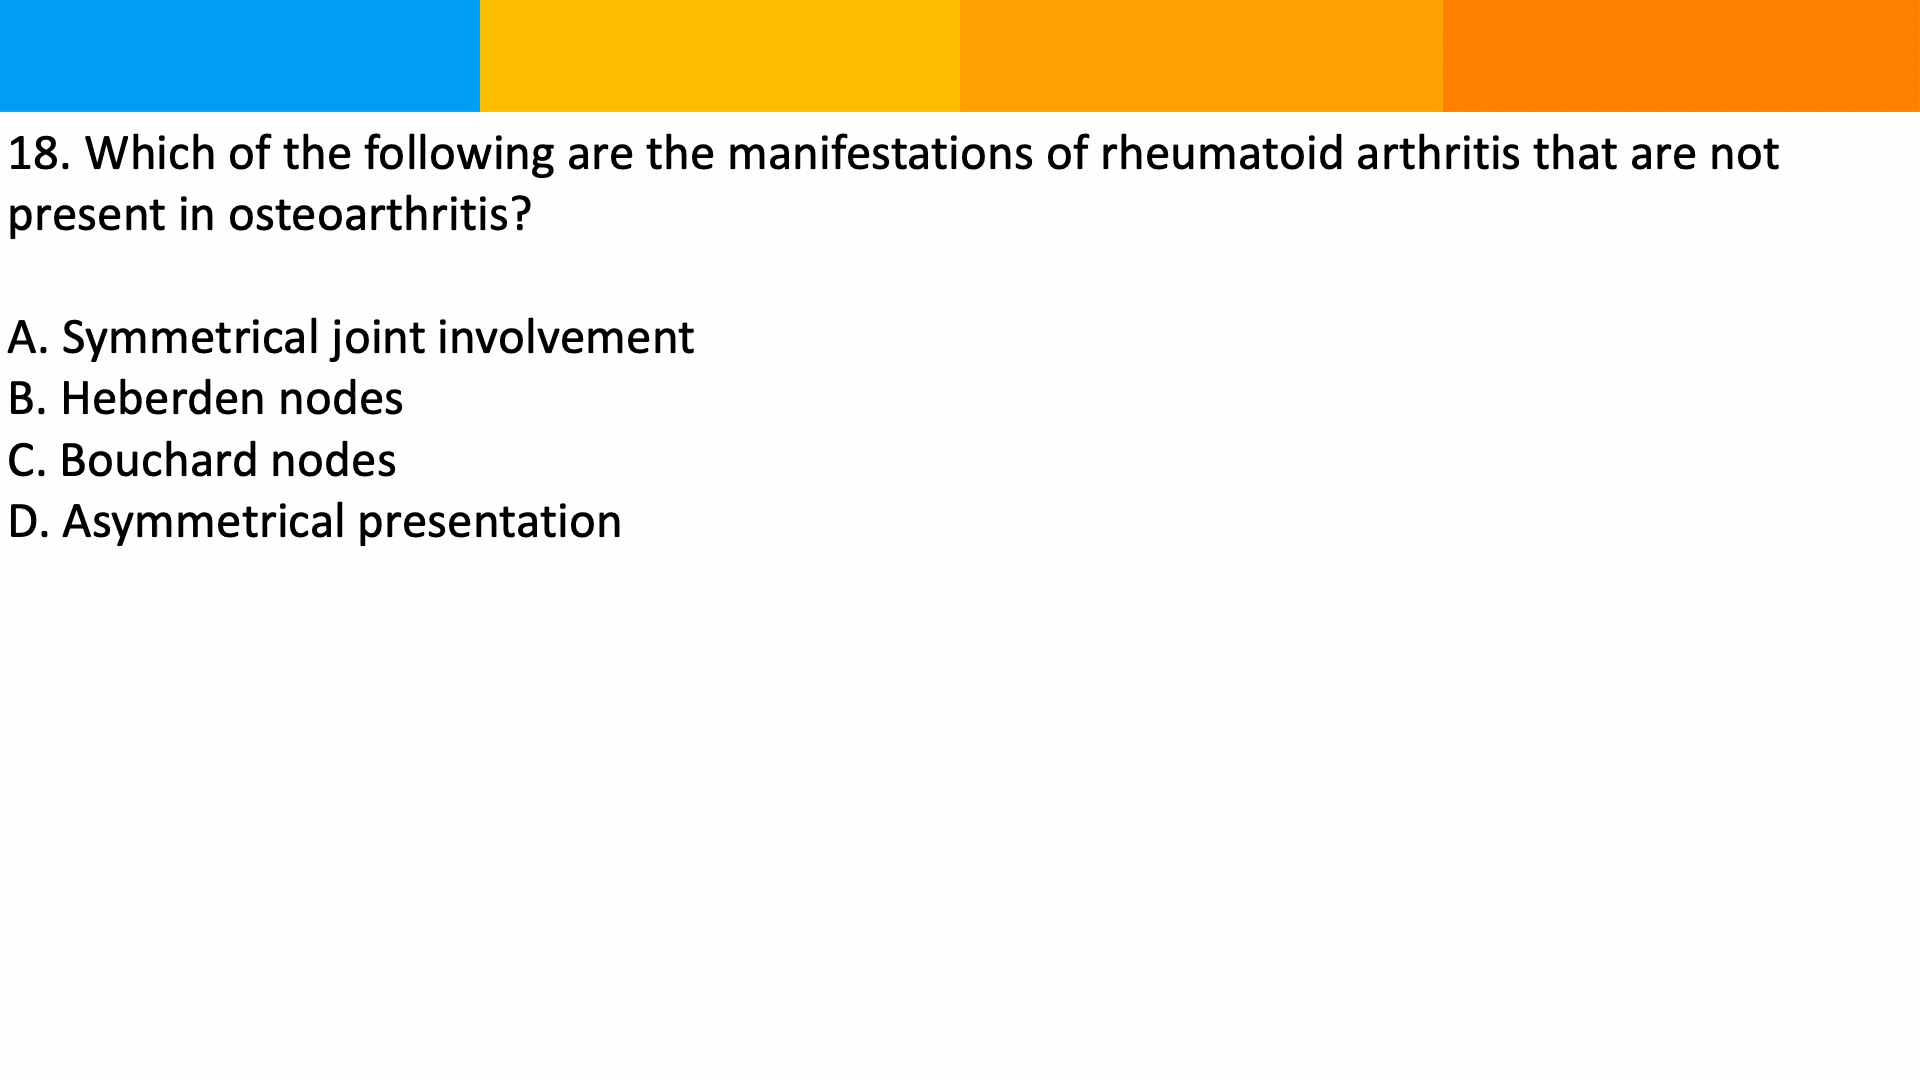 18. Which of the following are the manifestations of rheumatoid arthritis that are not
present in osteoarthritis?
A. Symmetrical joint involvement
B. Heberden nodes
C. Bouchard nodes
D. Asymmetrical presentation